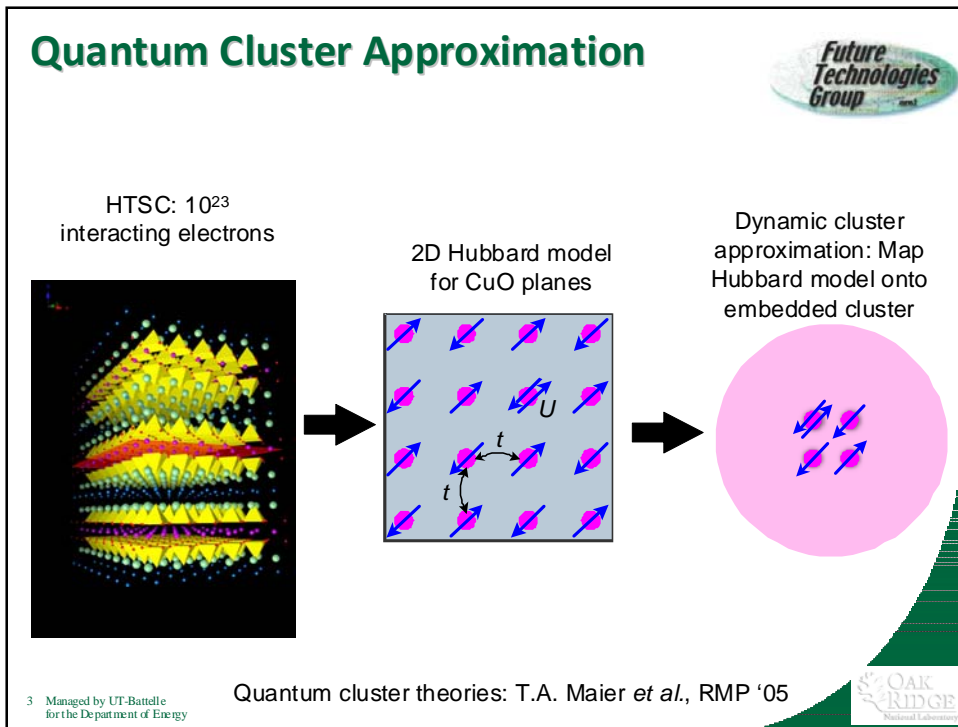 Quantum Cluster Approximation
Future
Technologies
Group
HTSC: 10²³
interacting electrons
2D Hubbard model
for CuO planes
Dynamic cluster
approximation: Map
Hubbard model onto
embedded cluster
U
t
t
3 Managed by UT-Battelle
for the Department of Energy
Quantum cluster theories: T.A. Maier et al., RMP ‘05
OAK
RIDGE
National Laboratory